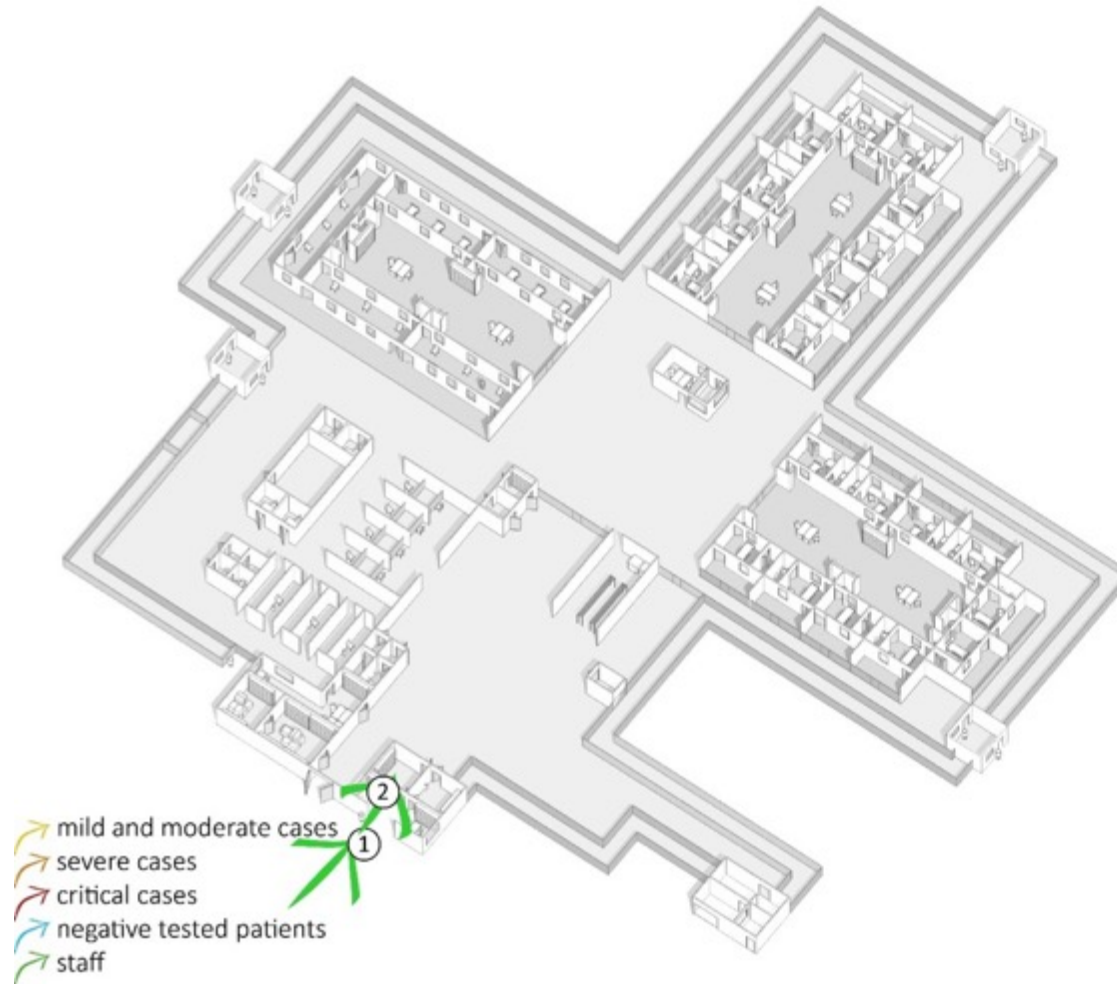 2
1
mild and moderate cases
severe cases
critical cases
negative tested patients
staff